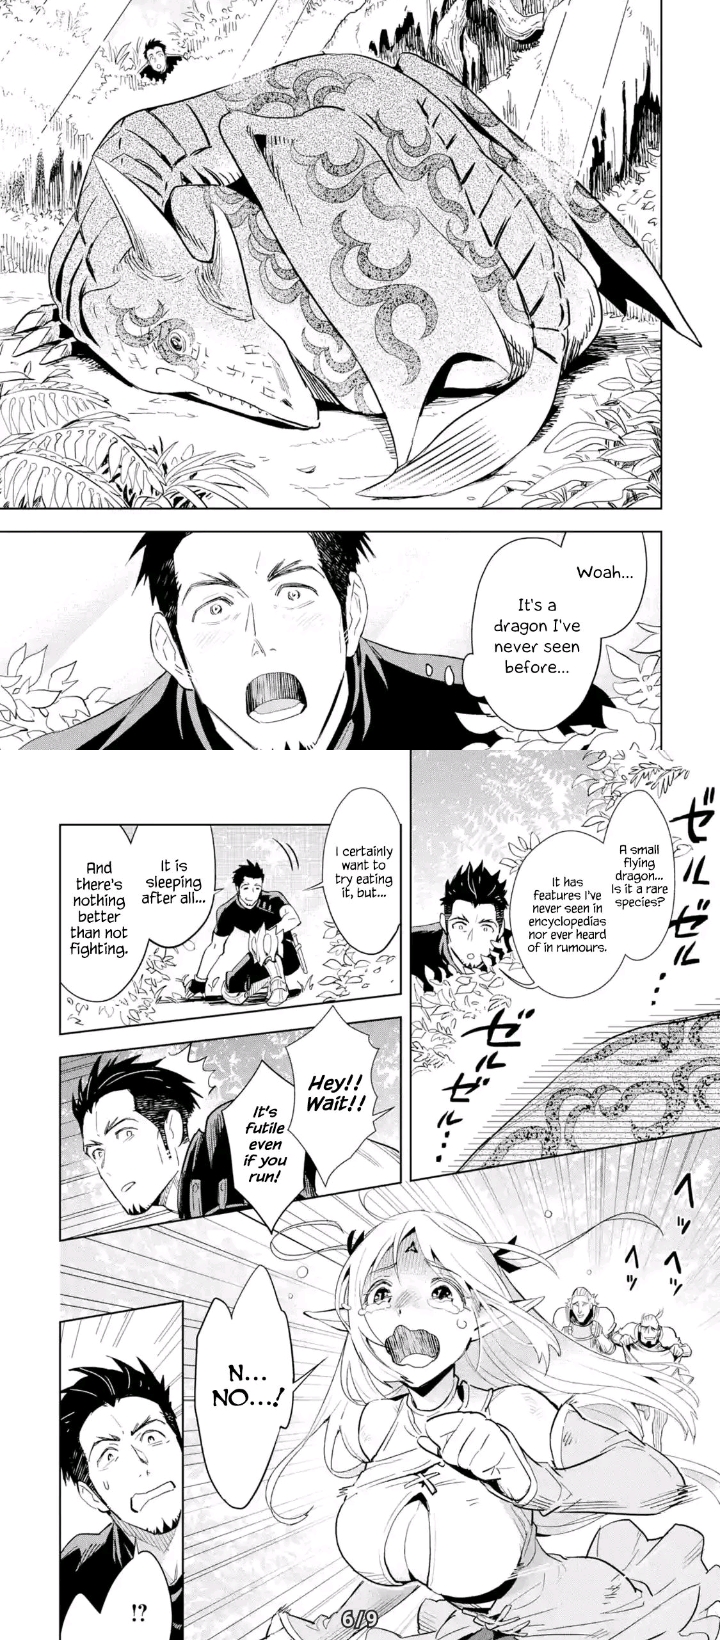 Woah...
It's a
dragon I've
never seen
before...
A small
flying
dragon...
Is it a rare
species?
It has
features I've
never seen in
encyclopedias
nor ever heard
of in rumours.
ゼルゼル…
ゼルゼル…
I certainly
want to
try eating
it, but...
It is
sleeping
after all...
And
there's
nothing
better
than not
fighting.
Hey!!
Wait!!
It's
futile
even
if you
run!
ヘッ
ヘッ
N...
NO...!
!?
6/9